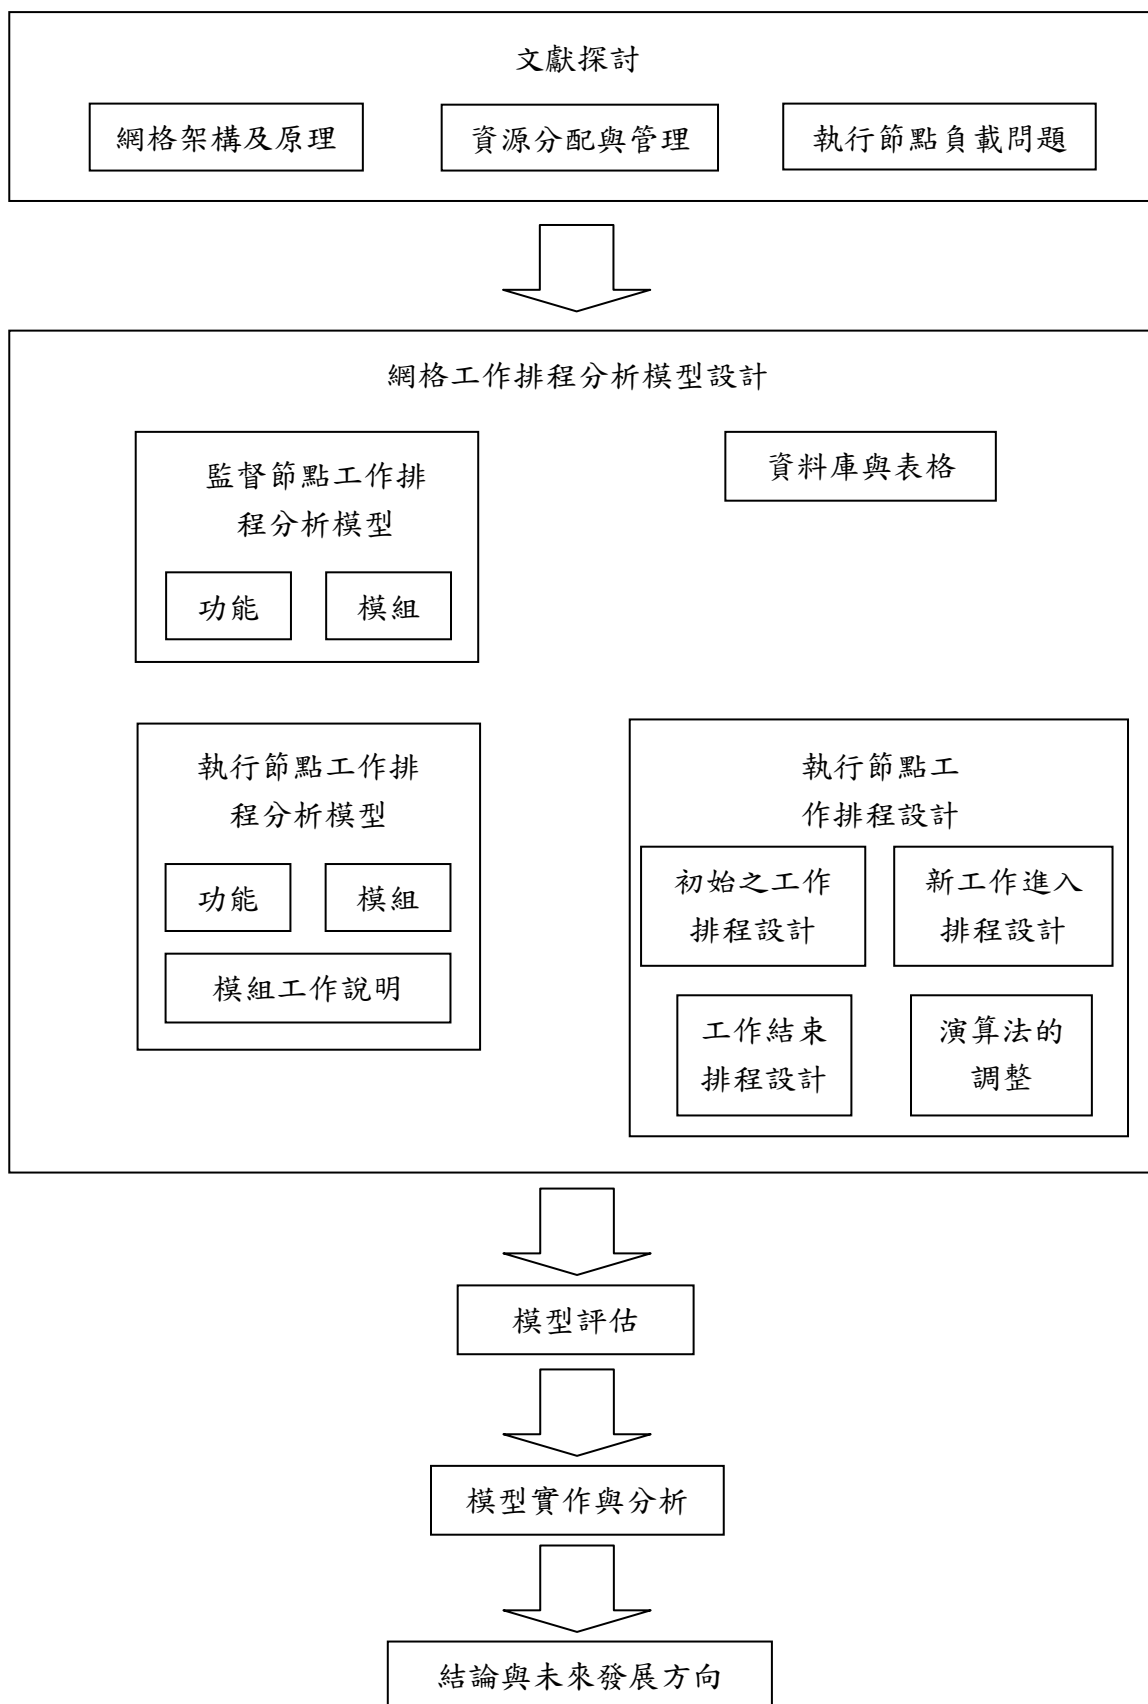 文獻探討
網格架構及原理
資源分配與管理
執行節點負載問題
網格工作排程分析模型設計
監督節點工作排
程分析模型
功能
模組
資料庫與表格
執行節點工作排
程分析模型
功能
模組
模組工作說明
執行節點工
作排程設計
初始之工作
排程設計
新工作進入
排程設計
工作結束
排程設計
演算法的
調整
模型評估
模型實作與分析
結論與未來發展方向